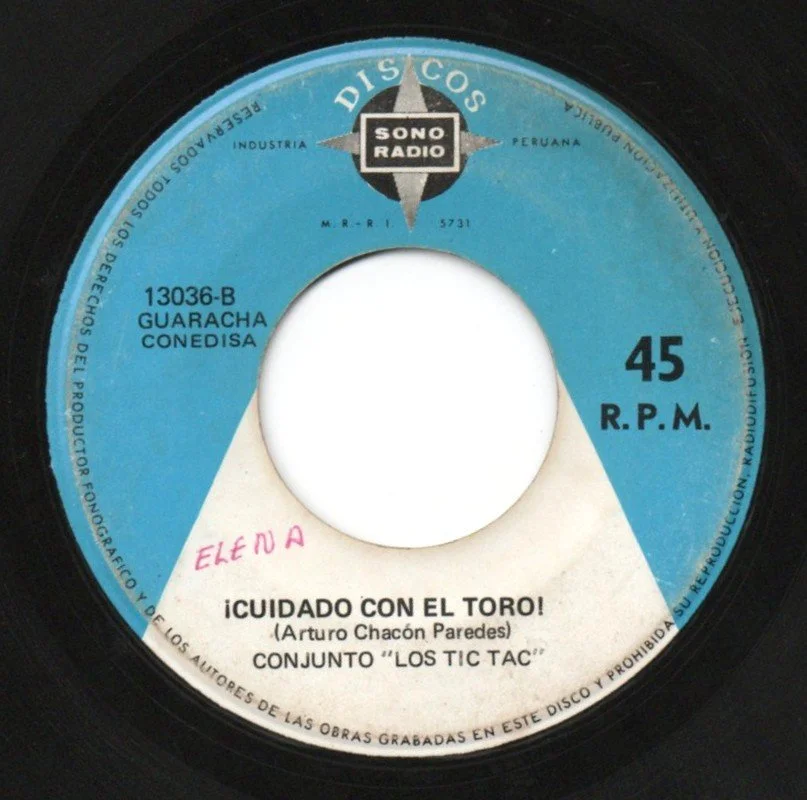 DISCOS
SONO
RADIO
INDUSTRIA PERUANA
M.R.-R.I. 5731
13036-B
GUARACHA
CONEDISA
45
R.P.M.
ELENA
¡CUIDADO CON EL TORO!
(Arturo Chacón Paredes)
CONJUNTO "LOS TIC TAC"
RESERVADOS TODOS LOS DERECHOS DEL PRODUCTOR FONOGRAFICO Y DE LOS AUTORES DE LAS OBRAS GRABADAS EN ESTE DISCO Y PROHIBIDA SU REPRODUCCION, RADIODIFUSION, EJECUCION Y UTILIZACION PUBLICA